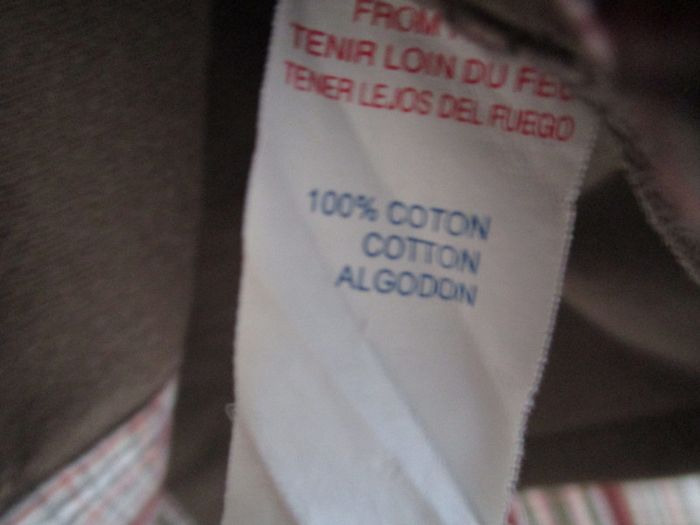 FROM
TENIR LOIN DU FEU
TENER LEJOS DEL FUEGO
100% COTON
COTTON
ALGODON